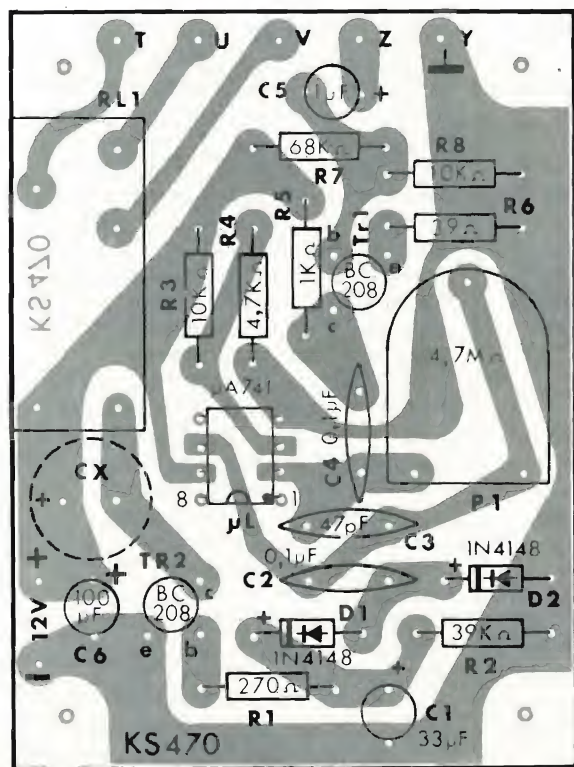 T U V Z Y
RL1
C5 1µF +
68KΩ
R7
R8
10KΩ
R6
39Ω
R5
R4
R3
10KΩ
4,7KΩ
1KΩ
b Tr1
BC
208
c
KS470
4,7MΩ
µA741
0,1µF
C4
P1
CX
+
8 µL 1
47pF
C3
0,1µF
C2
1N4148
+
D2
+
12V
+
100
µF
C6
TR2
BC
208
c
e b
+
D1
1N4148
39KΩ
R2
270Ω
R1
+
C1
33µF
KS470